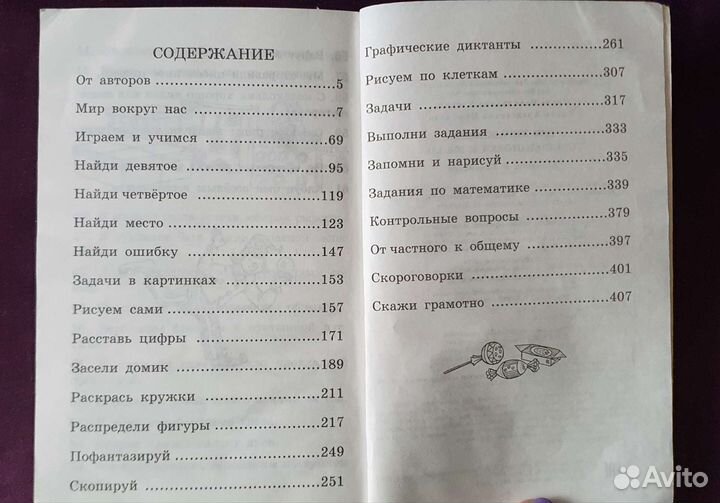 СОДЕРЖАНИЕ
От авторов ........................ 5
Мир вокруг нас ........................ 7
Играем и учимся ........................ 69
Найди девятое ........................ 95
Найди четвёртое ........................ 119
Найди место ........................ 123
Найди ошибку ........................ 147
Задачи в картинках ........................ 153
Рисуем сами ........................ 157
Расставь цифры ........................ 171
Засели домик ........................ 189
Раскрась кружки ........................ 211
Распредели фигуры ........................ 217
Пофантазируй ........................ 249
Скопируй ........................ 251
Графические диктанты ........................ 261
Рисуем по клеткам ........................ 307
Задачи ........................ 317
Выполни задания ........................ 333
Запомни и нарисуй ........................ 335
Задания по математике ........................ 339
Контрольные вопросы ........................ 379
От частного к общему ........................ 397
Скороговорки ........................ 401
Скажи грамотно ........................ 407
Avito